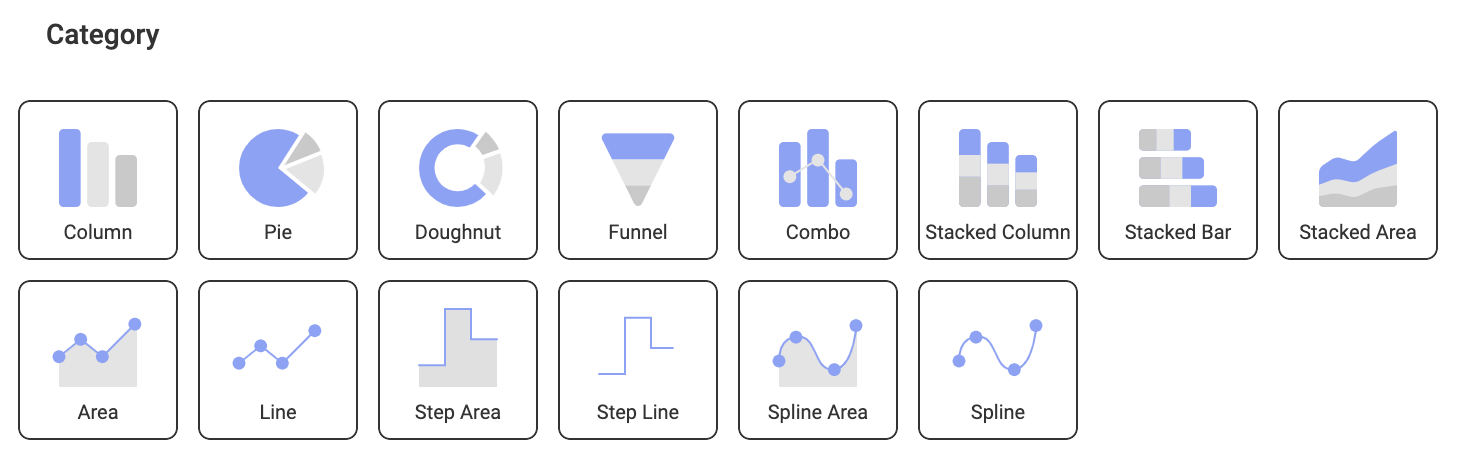 Category
Column
Pie
Doughnut
Funnel
Combo
Stacked Column
Stacked Bar
Stacked Area
Area
Line
Step Area
Step Line
Spline Area
Spline